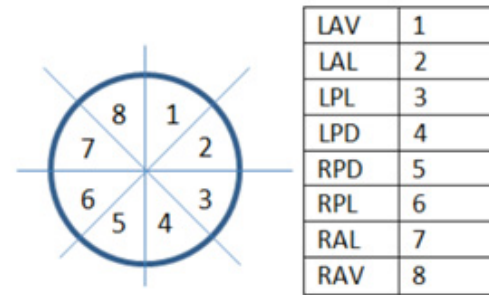 8 1
7 2
6 3
5 4
LAV 1
LAL 2
LPL 3
LPD 4
RPD 5
RPL 6
RAL 7
RAV 8